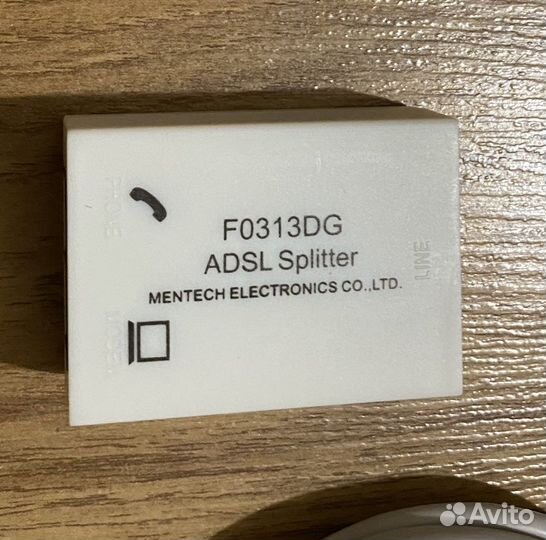 PHONE
F0313DG
ADSL Splitter
MENTECH ELECTRONICS CO.,LTD.
LINE
MODEM
Avito